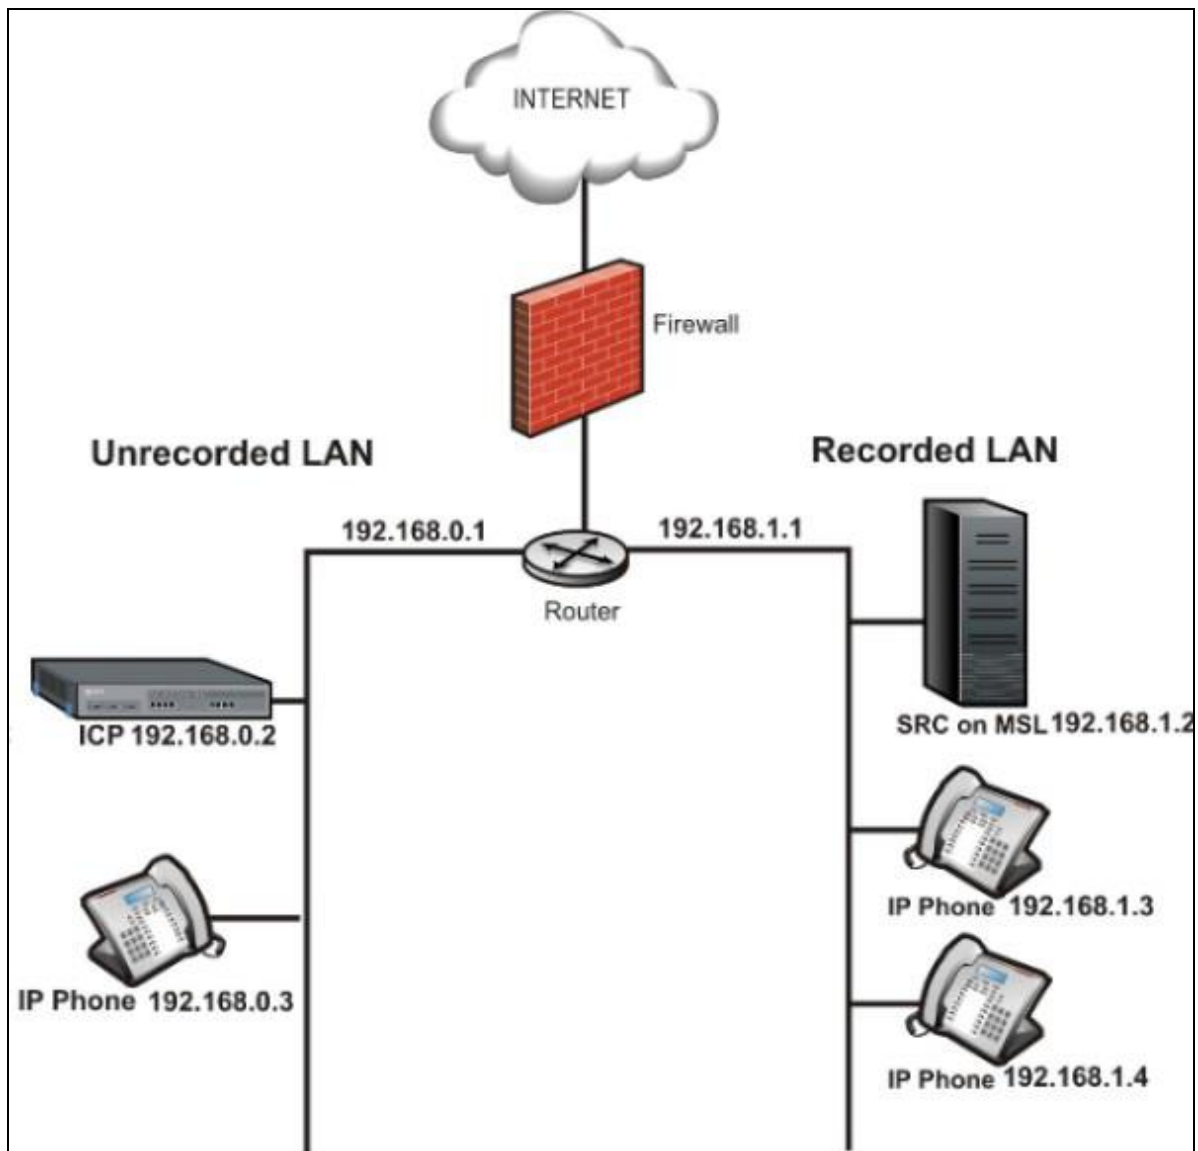 INTERNET
Firewall
Unrecorded LAN
Recorded LAN
192.168.0.1
192.168.1.1
Router
ICP 192.168.0.2
SRC on MSL 192.168.1.2
IP Phone 192.168.1.3
IP Phone 192.168.0.3
IP Phone 192.168.1.4